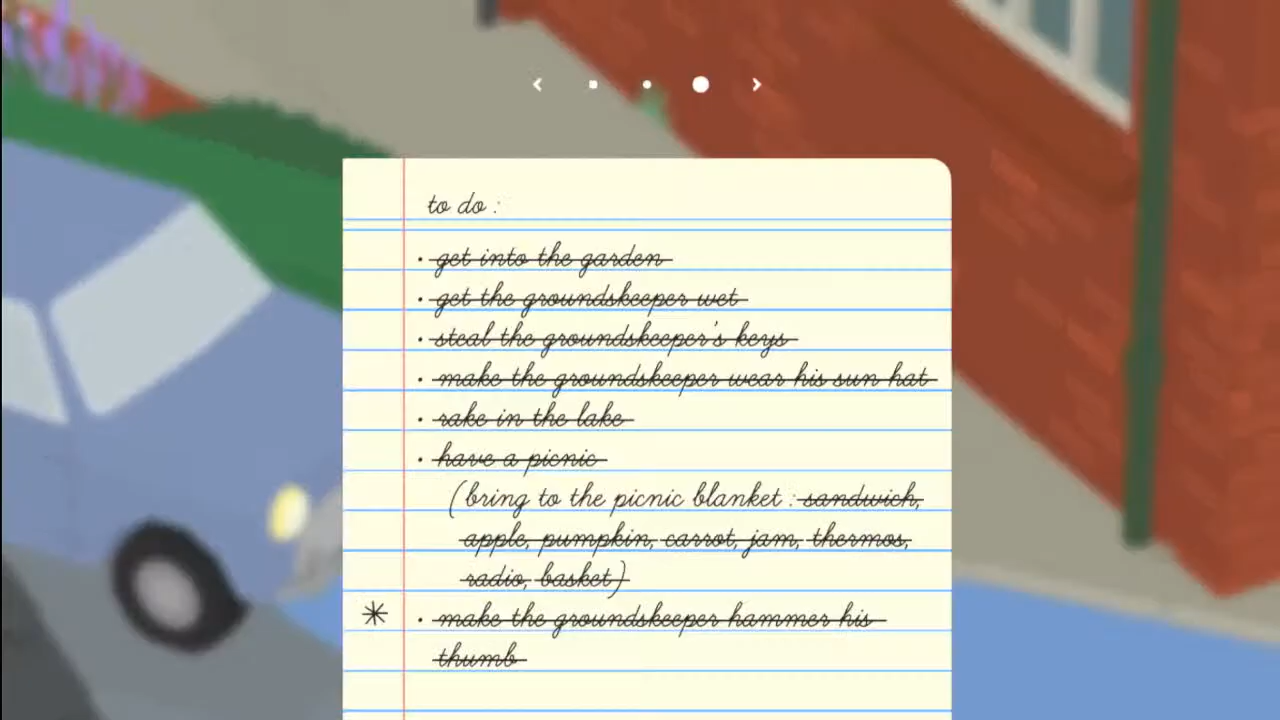 to do :
• get into the garden
• get the groundskeeper wet
• steal the groundskeeper's keys
• make the groundskeeper wear his sun hat
• rake in the lake
• have a picnic
(bring to the picnic blanket : sandwich,
apple, pumpkin, carrot, jam, thermos,
radio, basket)
• make the groundskeeper hammer his
thumb